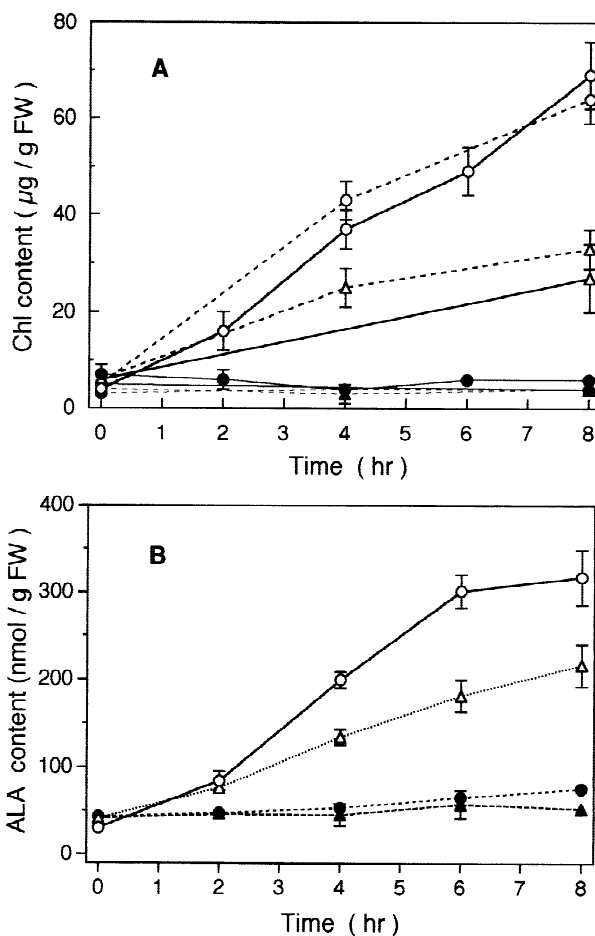 A
Chl content ( µg / g FW )
80
60
40
20
0
0 1 2 3 4 5 6 7 8
Time ( hr )
B
ALA content (nmol / g FW )
400
300
200
100
0
0 1 2 3 4 5 6 7 8
Time ( hr )